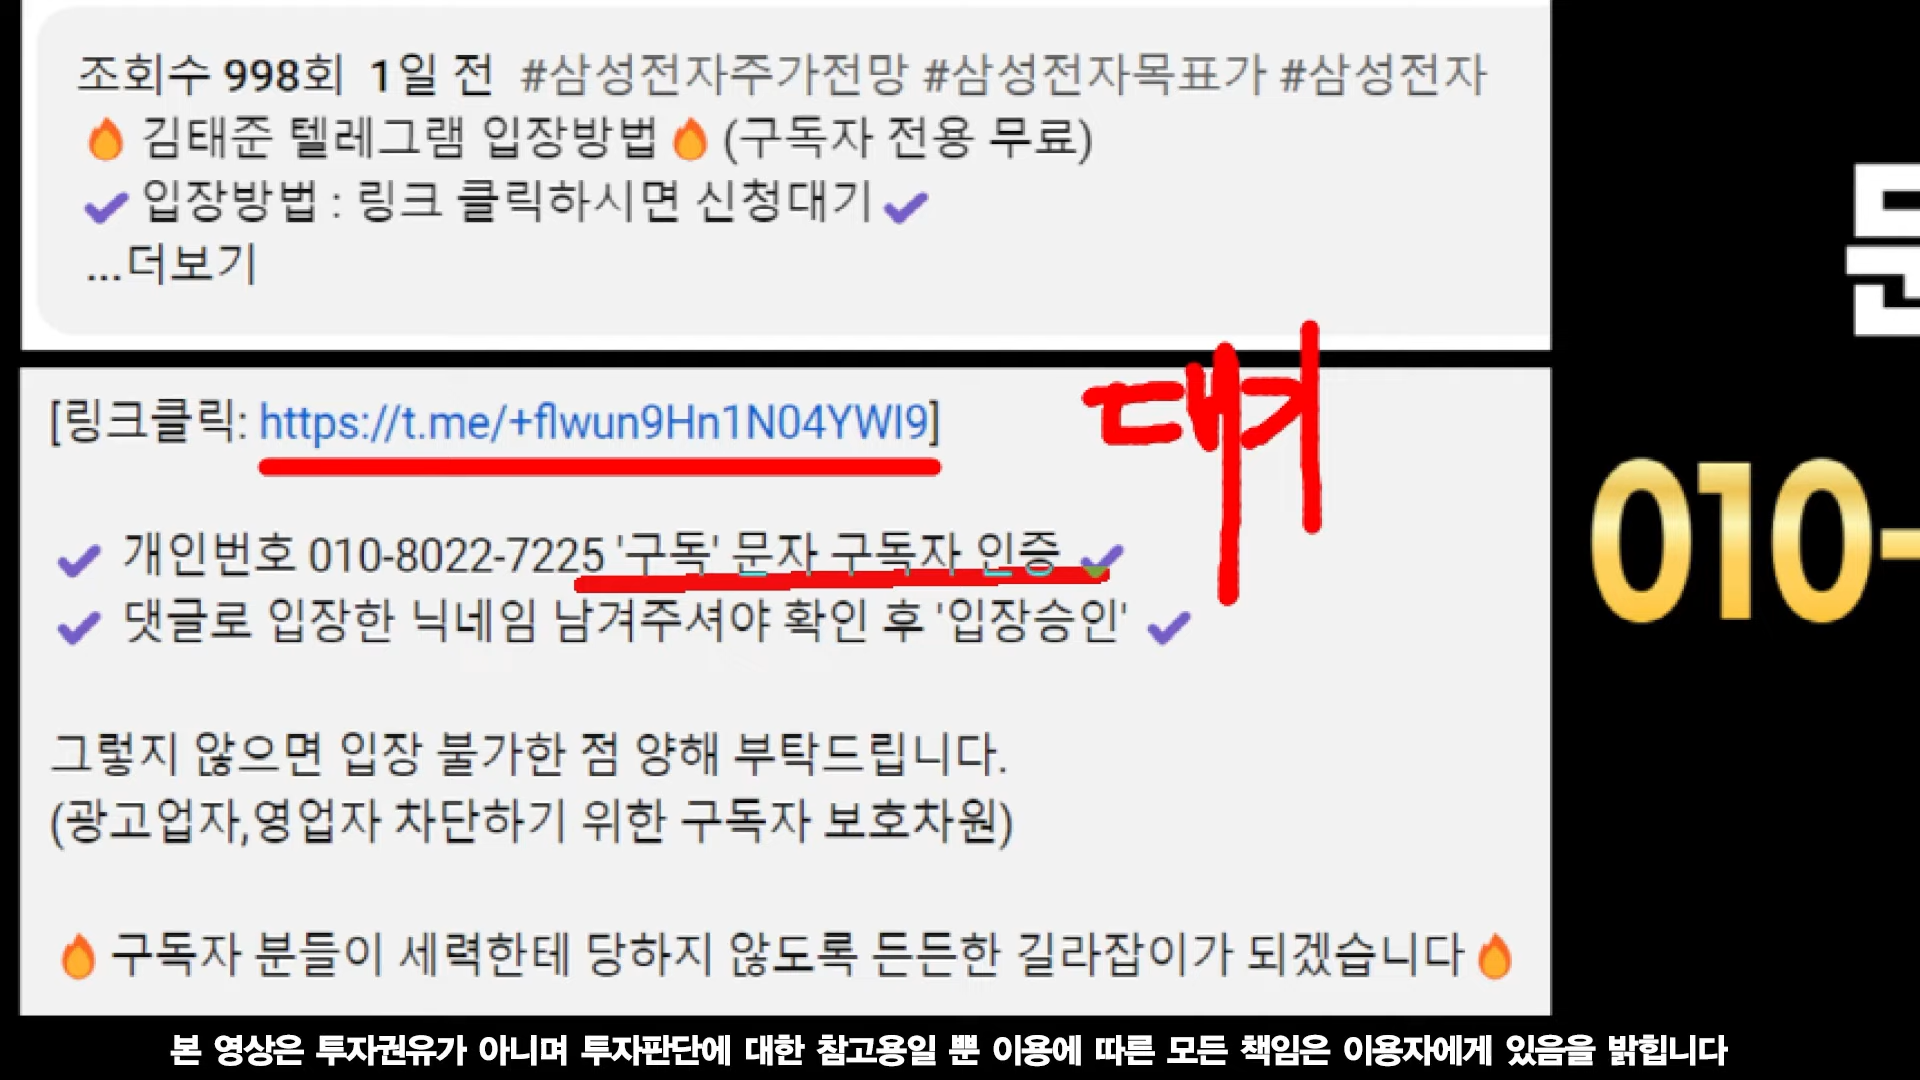 조회수 998회 1일 전 #삼성전자주가전망 #삼성전자목표가 #삼성전자
🔥 김태준 텔레그램 입장방법🔥 (구독자 전용 무료)
✔ 입장방법 : 링크 클릭하시면 신청대기✔
...더보기
[링크클릭: https://t.me/+flwun9Hn1N04YWI9]
대기
✔ 개인번호 010-8022-7225 '구독' 문자 구독자 인증 ✔
✔ 댓글로 입장한 닉네임 남겨주셔야 확인 후 '입장승인' ✔
그렇지 않으면 입장 불가한 점 양해 부탁드립니다.
(광고업자,영업자 차단하기 위한 구독자 보호차원)
🔥 구독자 분들이 세력한테 당하지 않도록 든든한 길라잡이가 되겠습니다🔥
010-
본 영상은 투자권유가 아니며 투자판단에 대한 참고용일 뿐 이용에 따른 모든 책임은 이용자에게 있음을 밝힙니다